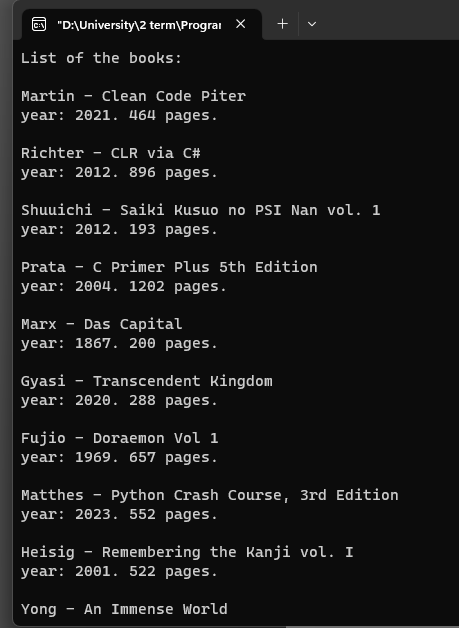 "D:\University\2 term\Progra
List of the books:
Martin - Clean Code Piter
year: 2021. 464 pages.
Richter - CLR via C#
year: 2012. 896 pages.
Shuuichi - Saiki Kusuo no PSI Nan vol. 1
year: 2012. 193 pages.
Prata - C Primer Plus 5th Edition
year: 2004. 1202 pages.
Marx - Das Capital
year: 1867. 200 pages.
Gyasi - Transcendent Kingdom
year: 2020. 288 pages.
Fujio - Doraemon Vol 1
year: 1969. 657 pages.
Matthes - Python Crash Course, 3rd Edition
year: 2023. 552 pages.
Heisig - Remembering the Kanji vol. I
year: 2001. 522 pages.
Yong - An Immense World